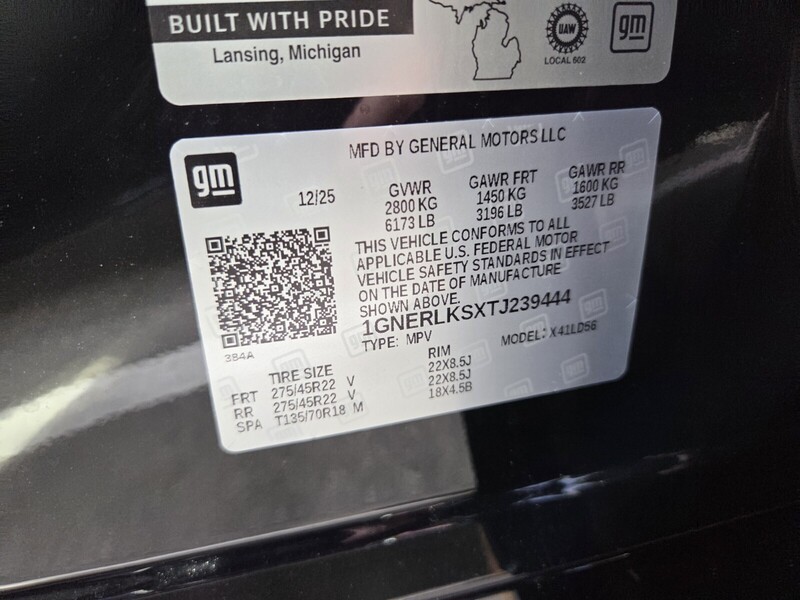 BUILT WITH PRIDE
Lansing, Michigan
UAW
LOCAL 602
gm
MFD BY GENERAL MOTORS LLC
gm
12/25
GVWR
2800 KG
6173 LB
GAWR FRT
1450 KG
3196 LB
GAWR RR
1600 KG
3527 LB
THIS VEHICLE CONFORMS TO ALL
APPLICABLE U.S. FEDERAL MOTOR
VEHICLE SAFETY STANDARDS IN EFFECT
ON THE DATE OF MANUFACTURE
SHOWN ABOVE.
1GNERLKSXTJ239444
TYPE: MPV MODEL: X41LD56
384A
TIRE SIZE RIM
FRT 275/45R22 V 22X8.5J
RR 275/45R22 V 22X8.5J
SPA T135/70R18 M 18X4.5B